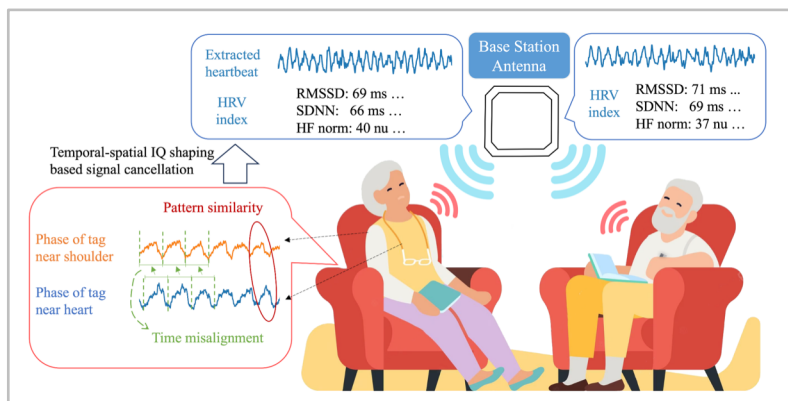 Extracted
heartbeat
HRV
index
RMSSD: 69 ms ...
SDNN: 66 ms ...
HF norm: 40 nu ...
Base Station
Antenna
HRV
index
RMSSD: 71 ms ...
SDNN: 69 ms ...
HF norm: 37 nu ...
Temporal-spatial IQ shaping
based signal cancellation
Pattern similarity
Phase of tag
near shoulder
Phase of tag
near heart
Time misalignment